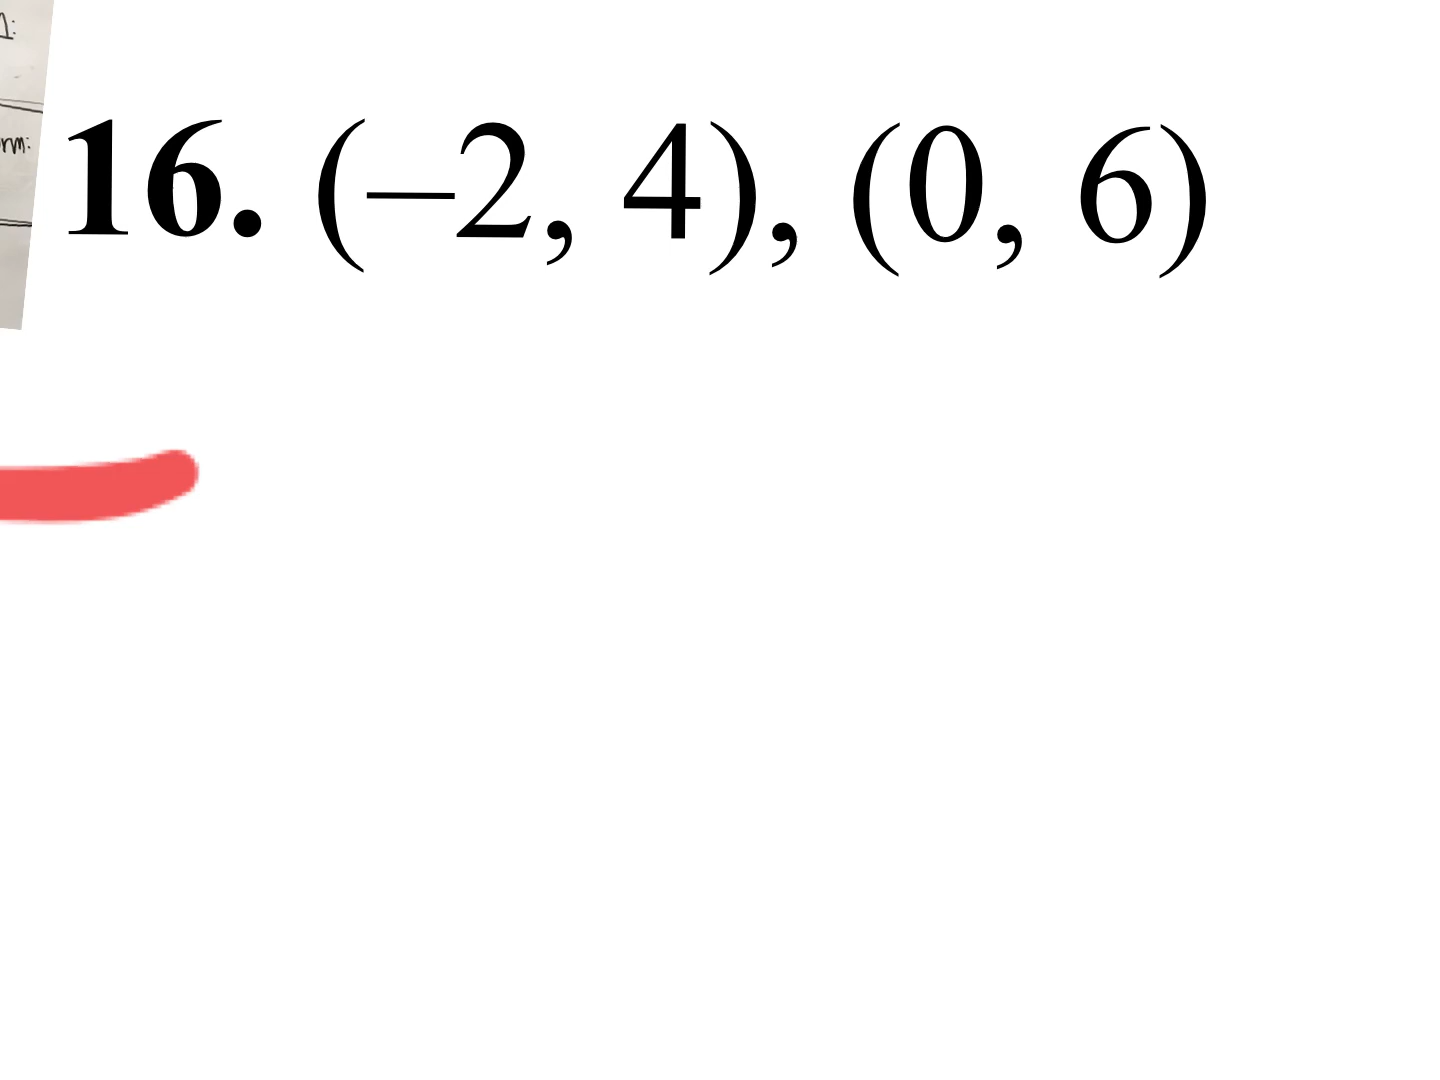 16. (–2, 4), (0, 6)